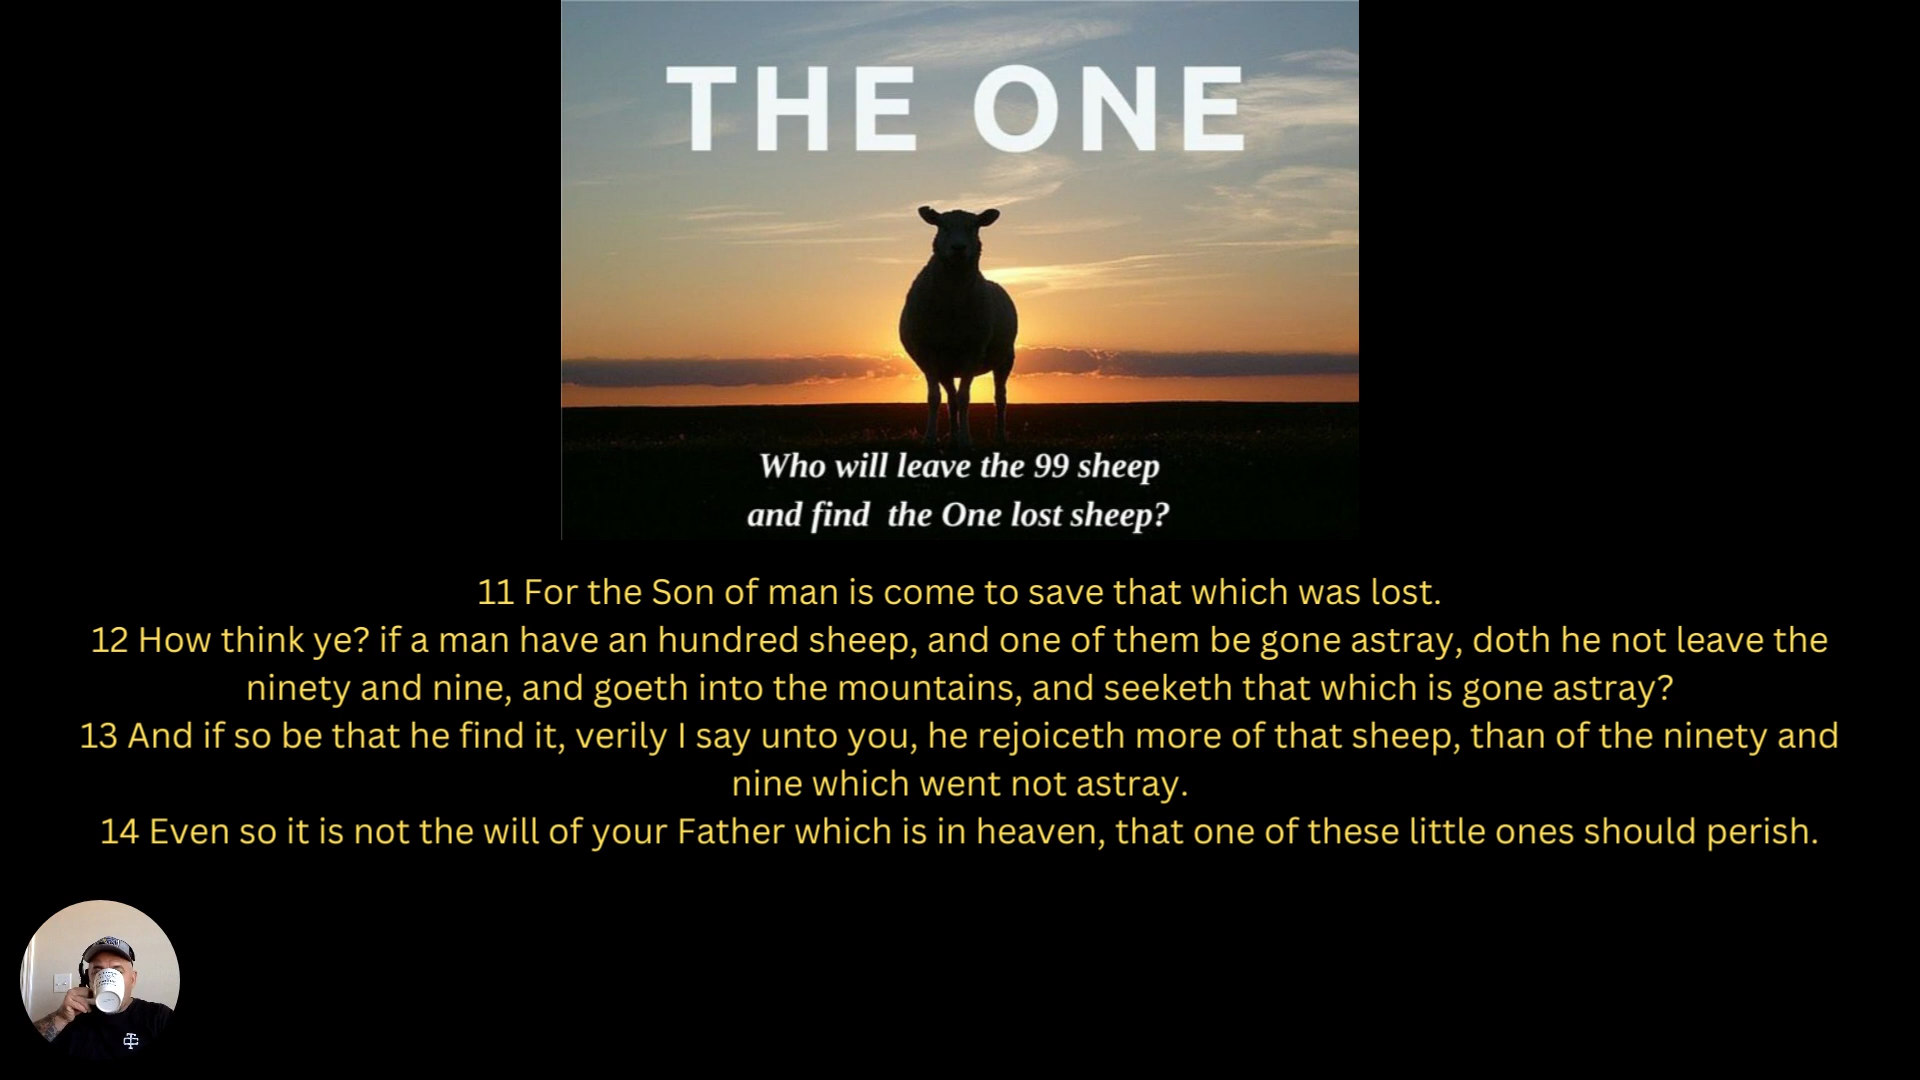 THE ONE
Who will leave the 99 sheep
and find the One lost sheep?
11 For the Son of man is come to save that which was lost.
12 How think ye? if a man have an hundred sheep, and one of them be gone astray, doth he not leave the
ninety and nine, and goeth into the mountains, and seeketh that which is gone astray?
13 And if so be that he find it, verily I say unto you, he rejoiceth more of that sheep, than of the ninety and
nine which went not astray.
14 Even so it is not the will of your Father which is in heaven, that one of these little ones should perish.